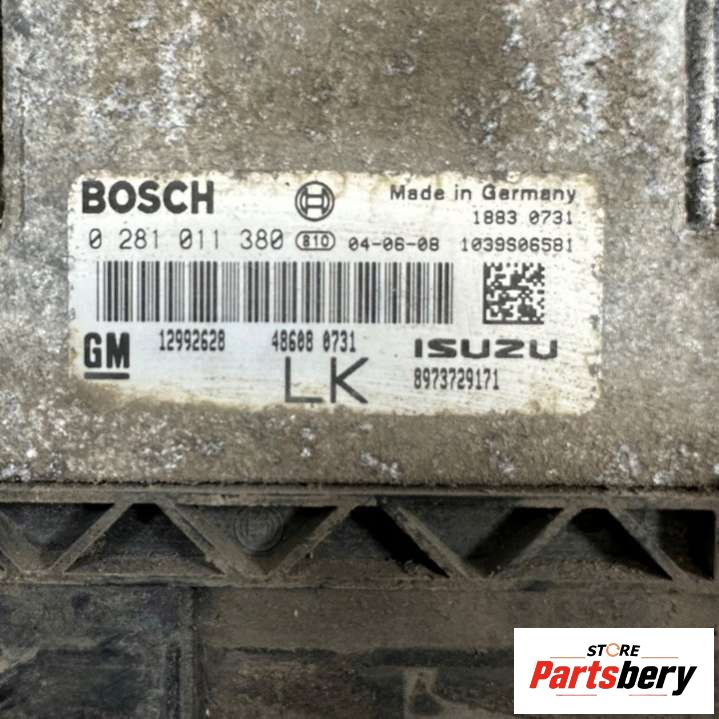 BOSCH Made in Germany
1883 0731
0 281 011 380 810 04-06-08 1039S06581
GM 12992628 48608 0731 ISUZU
LK 8973729171
STORE
Partsbery